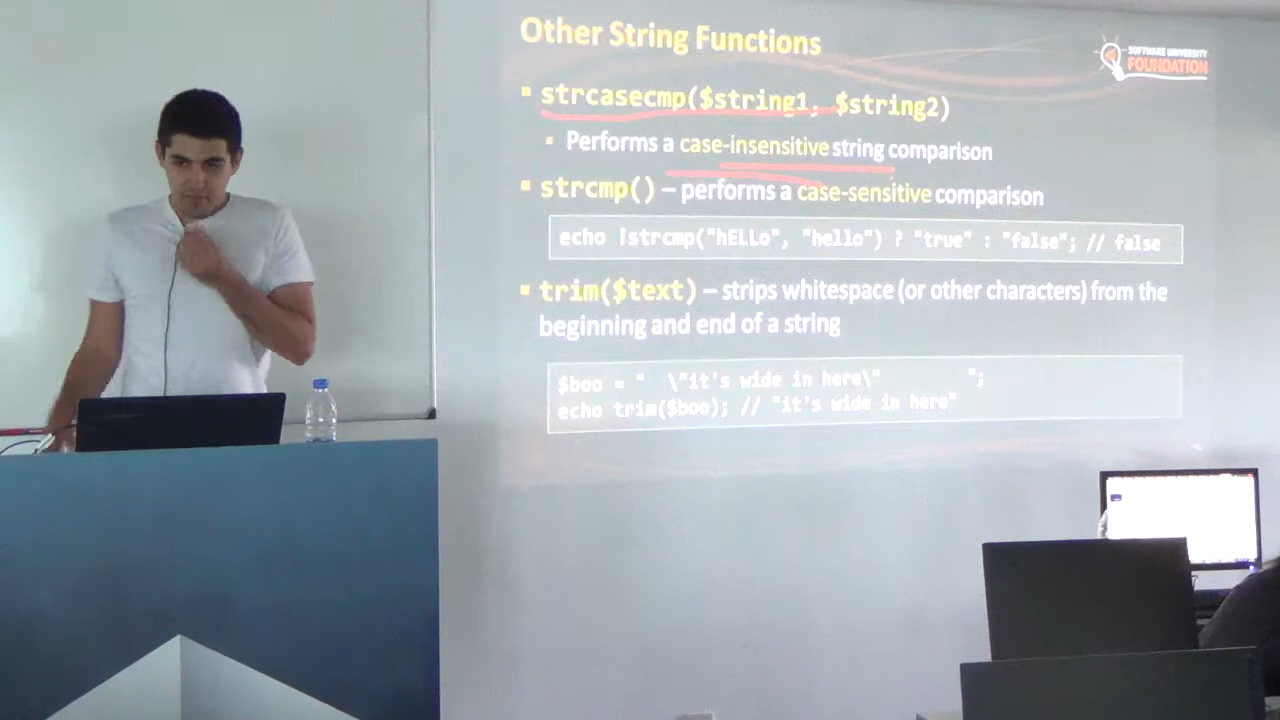 Other String Functions
SOFTWARE UNIVERSITY
FOUNDATION
strcasecmp($string1, $string2)
Performs a case-insensitive string comparison
strcmp() – performs a case-sensitive comparison
echo !strcmp("hELLo", "hello") ? "true" : "false"; // false
trim($text) – strips whitespace (or other characters) from the
beginning and end of a string
$boo = "  \"it's wide in here\"        ";
echo trim($boo); // "it's wide in here"